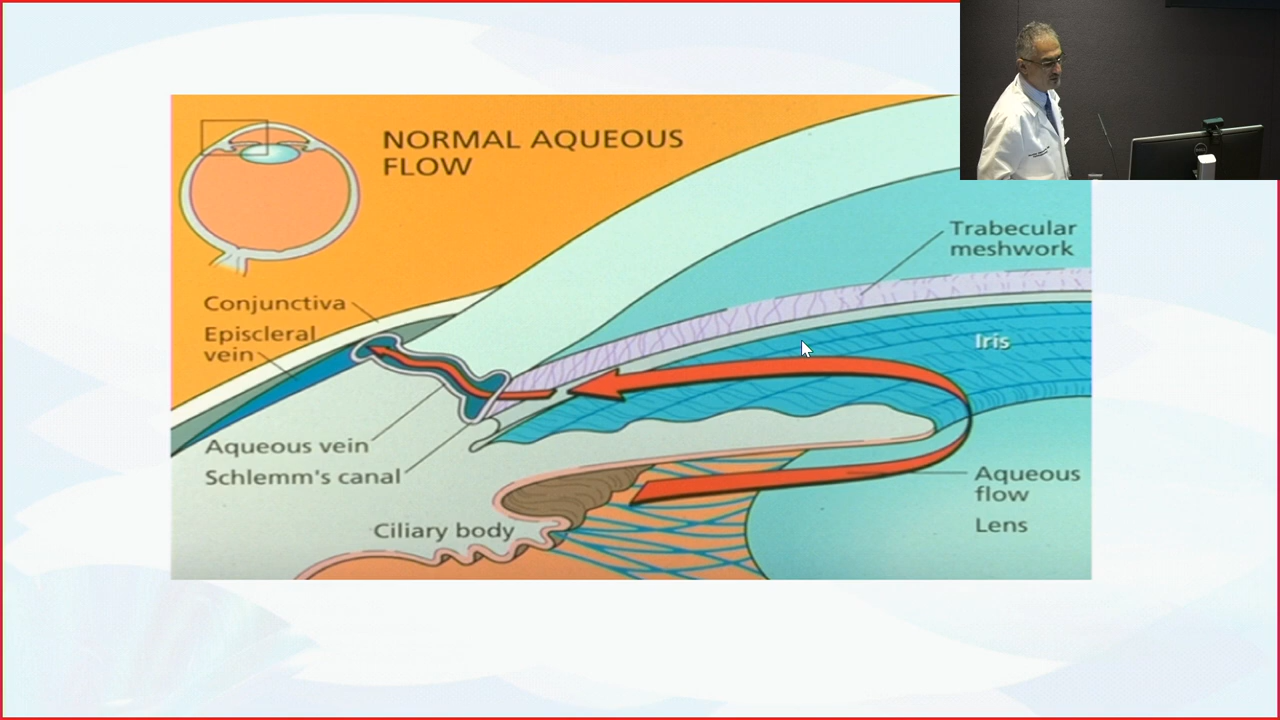 NORMAL AQUEOUS
FLOW
Trabecular
meshwork
Conjunctiva
Episcleral
vein
Iris
Aqueous vein
Schlemm's canal
Aqueous
flow
Ciliary body
Lens